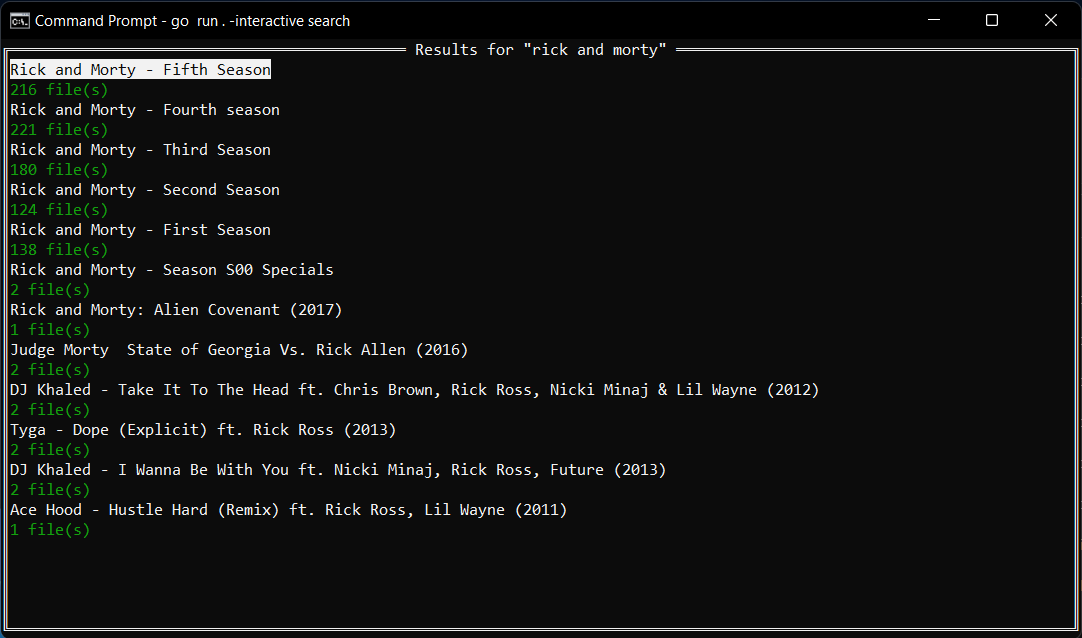 Command Prompt - go  run . -interactive search
Results for "rick and morty"
Rick and Morty - Fifth Season
216 file(s)
Rick and Morty - Fourth season
221 file(s)
Rick and Morty - Third Season
180 file(s)
Rick and Morty - Second Season
124 file(s)
Rick and Morty - First Season
138 file(s)
Rick and Morty - Season S00 Specials
2 file(s)
Rick and Morty: Alien Covenant (2017)
1 file(s)
Judge Morty  State of Georgia Vs. Rick Allen (2016)
2 file(s)
DJ Khaled - Take It To The Head ft. Chris Brown, Rick Ross, Nicki Minaj & Lil Wayne (2012)
2 file(s)
Tyga - Dope (Explicit) ft. Rick Ross (2013)
2 file(s)
DJ Khaled - I Wanna Be With You ft. Nicki Minaj, Rick Ross, Future (2013)
2 file(s)
Ace Hood - Hustle Hard (Remix) ft. Rick Ross, Lil Wayne (2011)
1 file(s)